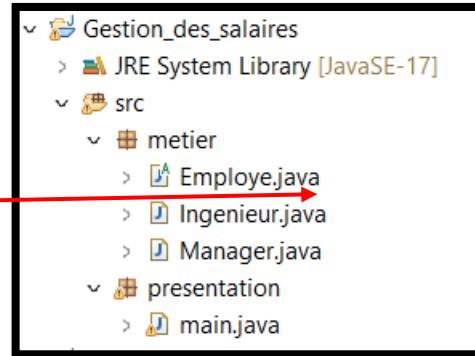 Gestion_des_salaires
JRE System Library [JavaSE-17]
src
metier
Employe.java
Ingenieur.java
Manager.java
presentation
main.java